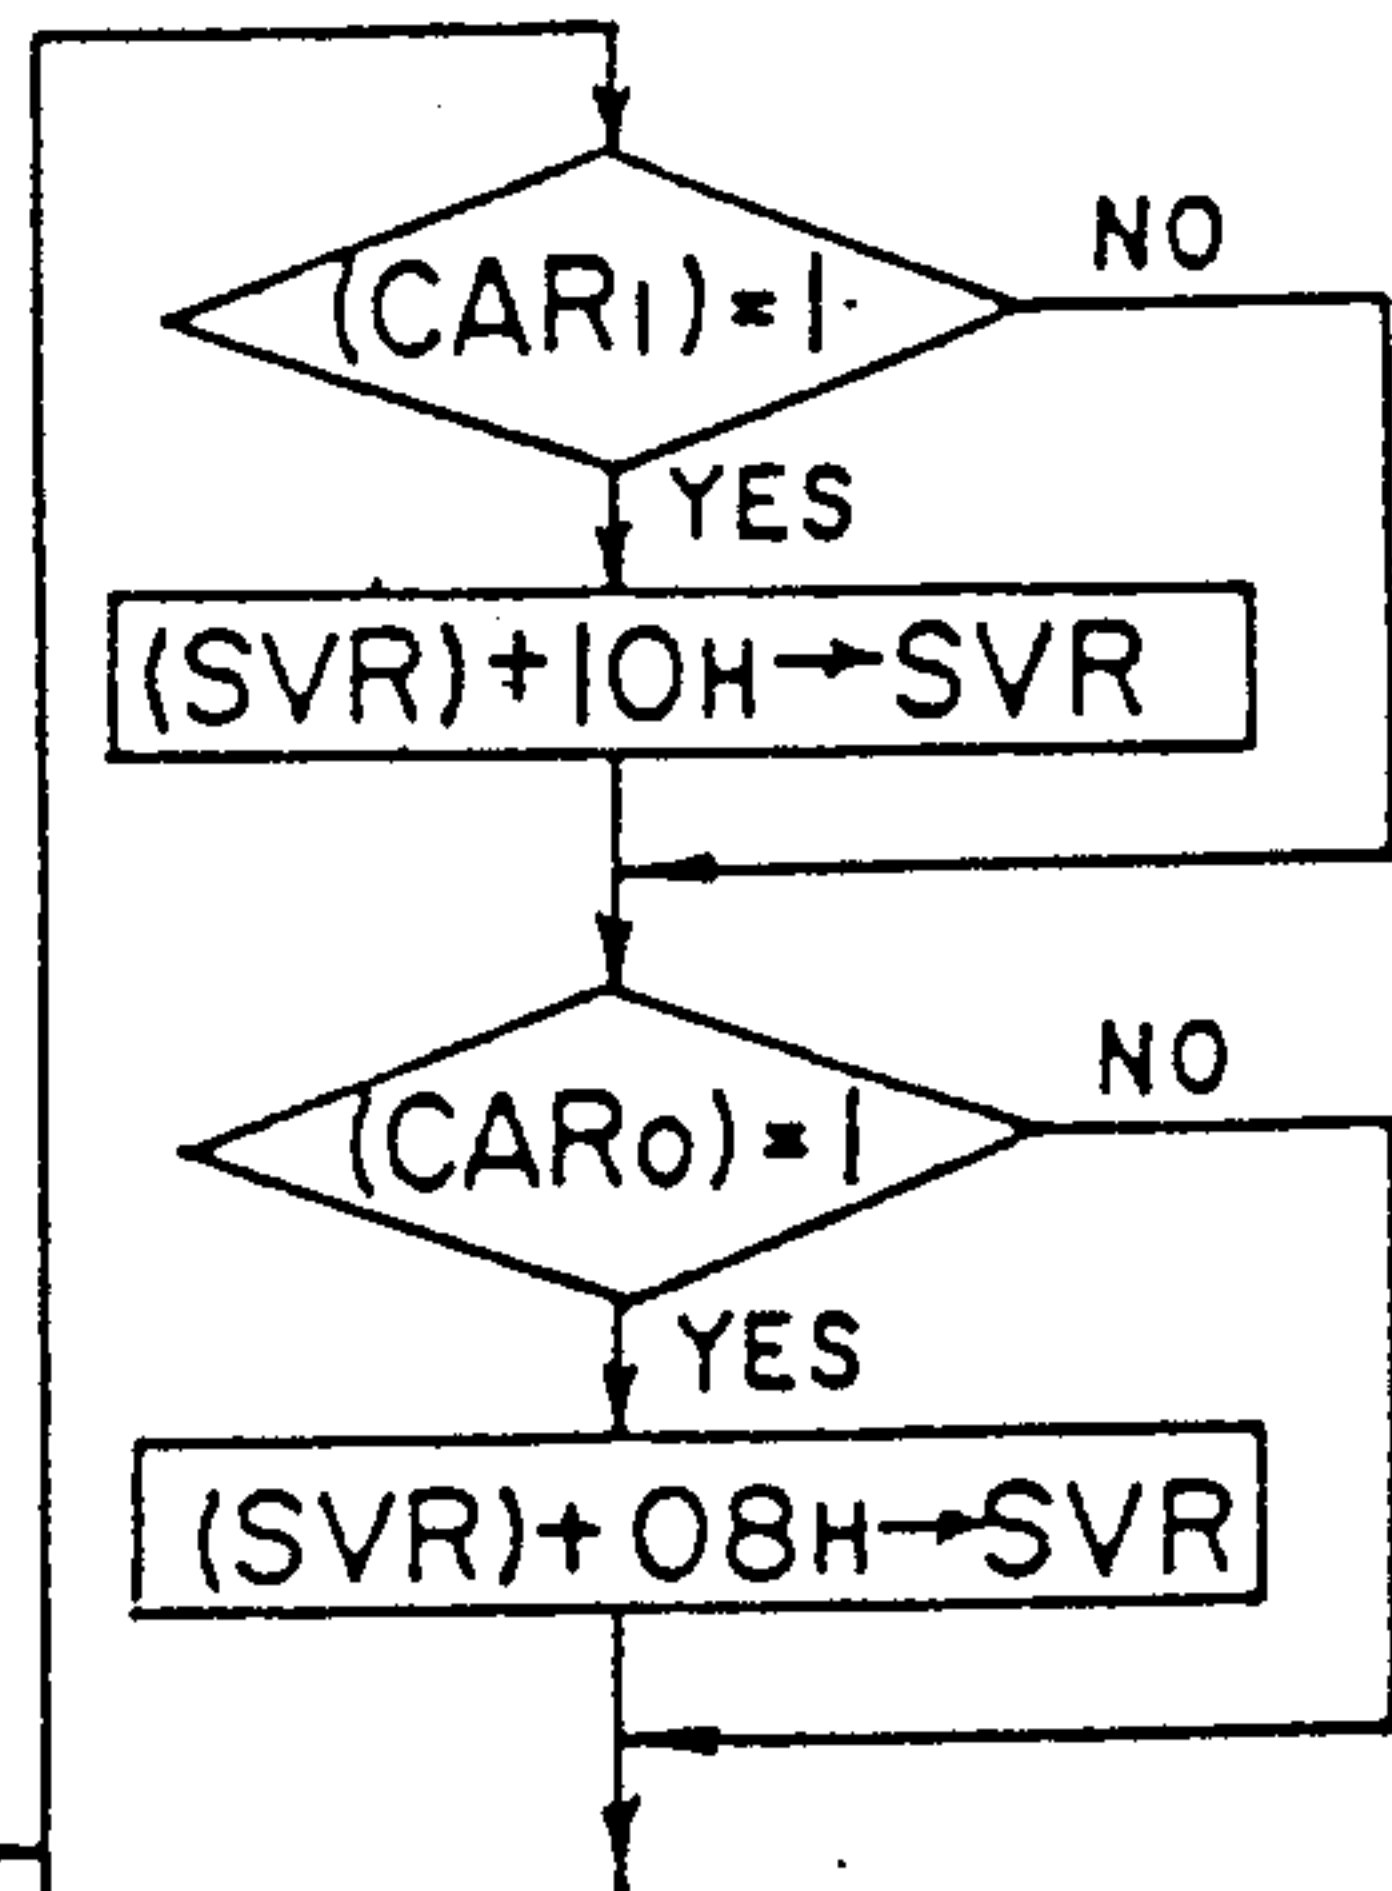 NO
(CAR1)=1
YES
(SVR)+10H→SVR
NO
(CAR0)=1
YES
(SVR)+08H→SVR